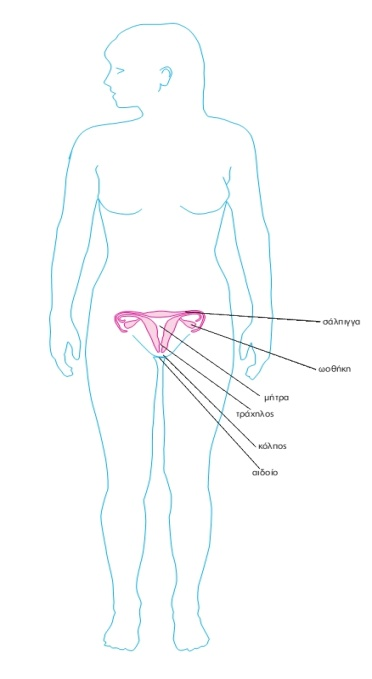 σάλπιγγα
ωοθήκη
μήτρα
τράχηλος
κόλπος
αιδοίο